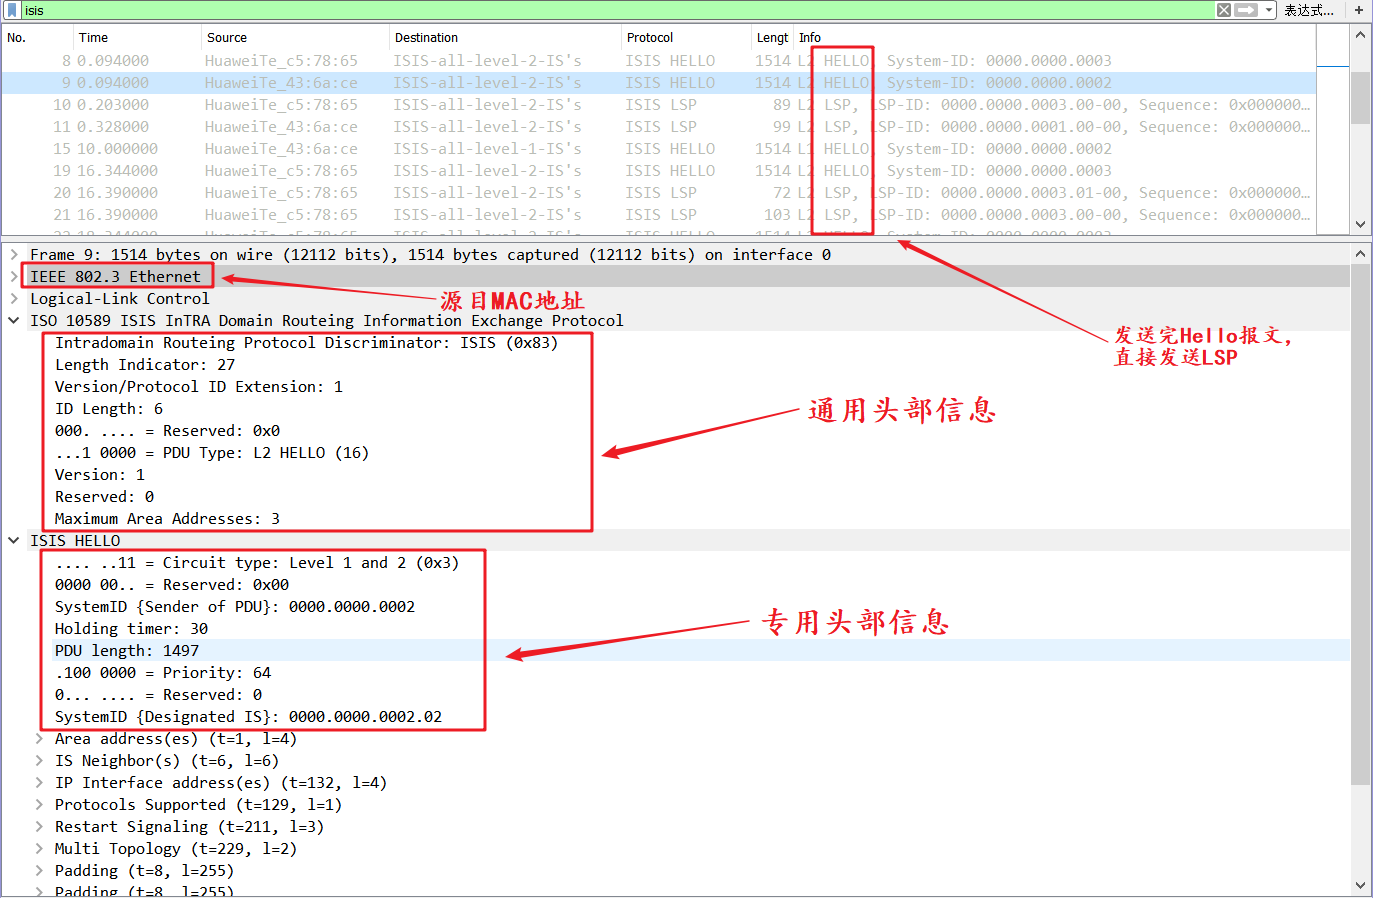 isis
表达式… +
No. Time Source Destination Protocol Lengt Info
8 0.094000 HuaweiTe_c5:78:65 ISIS-all-level-2-IS's ISIS HELLO 1514 L2 HELLO, System-ID: 0000.0000.0003
9 0.094000 HuaweiTe_43:6a:ce ISIS-all-level-2-IS's ISIS HELLO 1514 L2 HELLO, System-ID: 0000.0000.0002
10 0.203000 HuaweiTe_c5:78:65 ISIS-all-level-2-IS's ISIS LSP 89 L2 LSP, LSP-ID: 0000.0000.0003.00-00, Sequence: 0x000000…
11 0.328000 HuaweiTe_43:6a:ce ISIS-all-level-2-IS's ISIS LSP 99 L2 LSP, LSP-ID: 0000.0000.0001.00-00, Sequence: 0x000000…
15 10.000000 HuaweiTe_43:6a:ce ISIS-all-level-1-IS's ISIS HELLO 1514 L1 HELLO, System-ID: 0000.0000.0002
19 16.344000 HuaweiTe_c5:78:65 ISIS-all-level-2-IS's ISIS HELLO 1514 L2 HELLO, System-ID: 0000.0000.0003
20 16.390000 HuaweiTe_c5:78:65 ISIS-all-level-2-IS's ISIS LSP 72 L2 LSP, LSP-ID: 0000.0000.0003.01-00, Sequence: 0x000000…
21 16.390000 HuaweiTe_c5:78:65 ISIS-all-level-2-IS's ISIS LSP 103 L2 LSP, LSP-ID: 0000.0000.0003.00-00, Sequence: 0x000000…
Frame 9: 1514 bytes on wire (12112 bits), 1514 bytes captured (12112 bits) on interface 0
IEEE 802.3 Ethernet
源目MAC地址
Logical-Link Control
ISO 10589 ISIS InTRA Domain Routeing Information Exchange Protocol
发送完Hello报文，
直接发送LSP
Intradomain Routeing Protocol Discriminator: ISIS (0x83)
Length Indicator: 27
Version/Protocol ID Extension: 1
ID Length: 6
通用头部信息
000. .... = Reserved: 0x0
...1 0000 = PDU Type: L2 HELLO (16)
Version: 1
Reserved: 0
Maximum Area Addresses: 3
ISIS HELLO
.... ..11 = Circuit type: Level 1 and 2 (0x3)
0000 00.. = Reserved: 0x00
SystemID {Sender of PDU}: 0000.0000.0002
专用头部信息
Holding timer: 30
PDU length: 1497
.100 0000 = Priority: 64
0... .... = Reserved: 0
SystemID {Designated IS}: 0000.0000.0002.02
Area address(es) (t=1, l=4)
IS Neighbor(s) (t=6, l=6)
IP Interface address(es) (t=132, l=4)
Protocols Supported (t=129, l=1)
Restart Signaling (t=211, l=3)
Multi Topology (t=229, l=2)
Padding (t=8, l=255)
Padding (t=8, l=255)